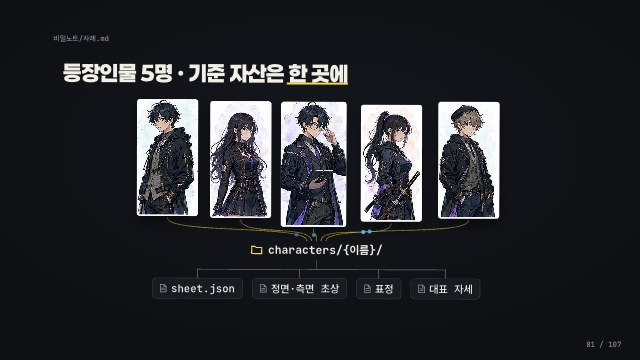 비밀노트/사례.md
등장인물 5명 · 기준 자산은 한 곳에
characters/{이름}/
sheet.json
정면·측면 초상
표정
대표 자세
81 / 107